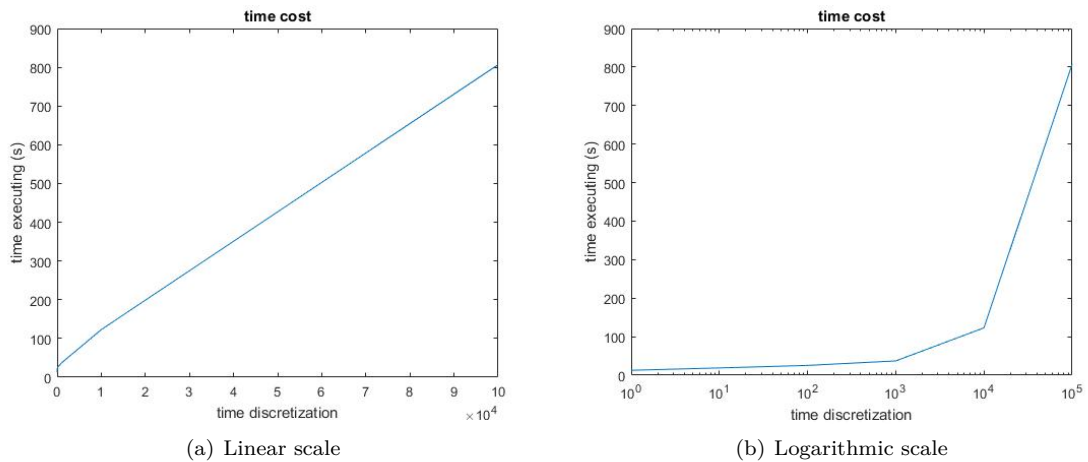 time cost
900
800
700
600
500
400
300
200
100
0
time executing (s)
0 1 2 3 4 5 6 7 8 9 10
×10⁴
time discretization
(a) Linear scale
time cost
900
800
700
600
500
400
300
200
100
0
time executing (s)
10⁰ 10¹ 10² 10³ 10⁴ 10⁵
time discretization
(b) Logarithmic scale